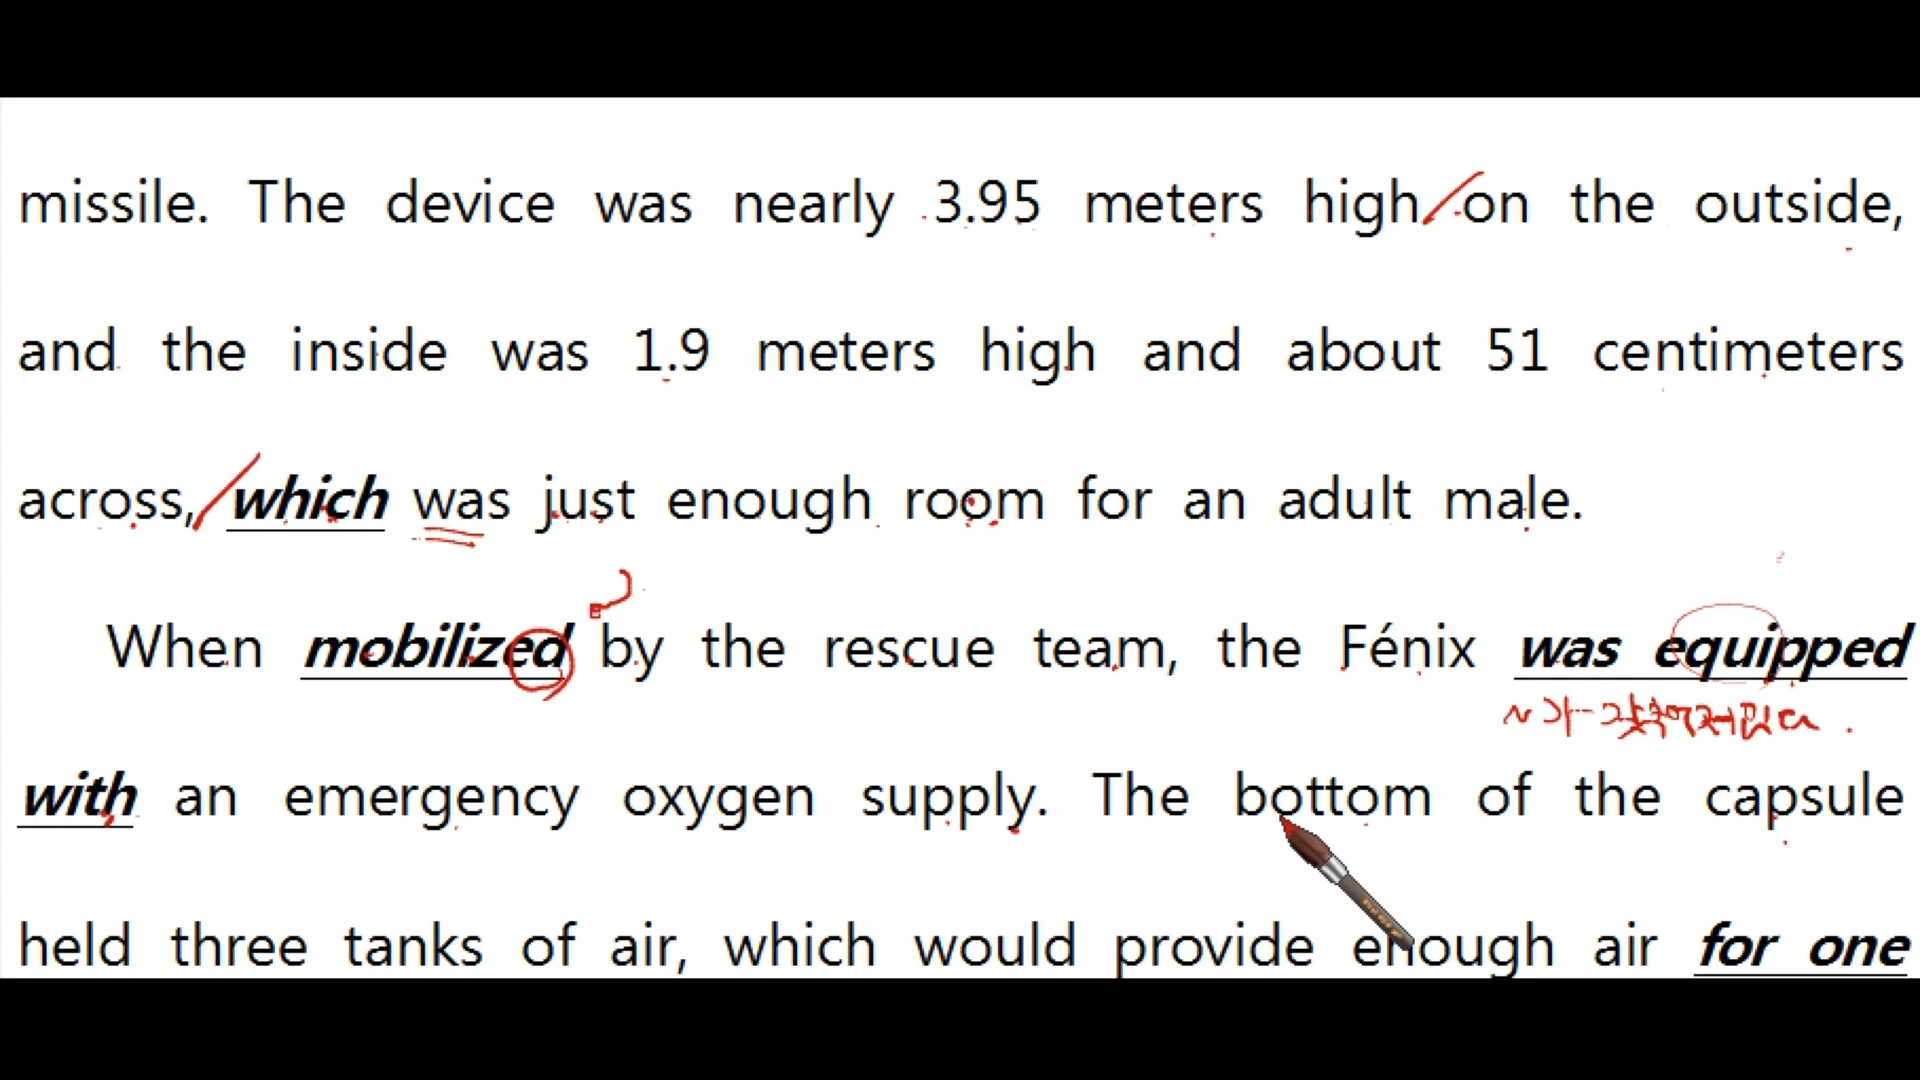 missile. The device was nearly 3.95 meters high on the outside,
and the inside was 1.9 meters high and about 51 centimeters
across, which was just enough room for an adult male.
When mobilized by the rescue team, the Fénix was equipped
~가 갖추어져 있다.
with an emergency oxygen supply. The bottom of the capsule
held three tanks of air, which would provide enough air for one